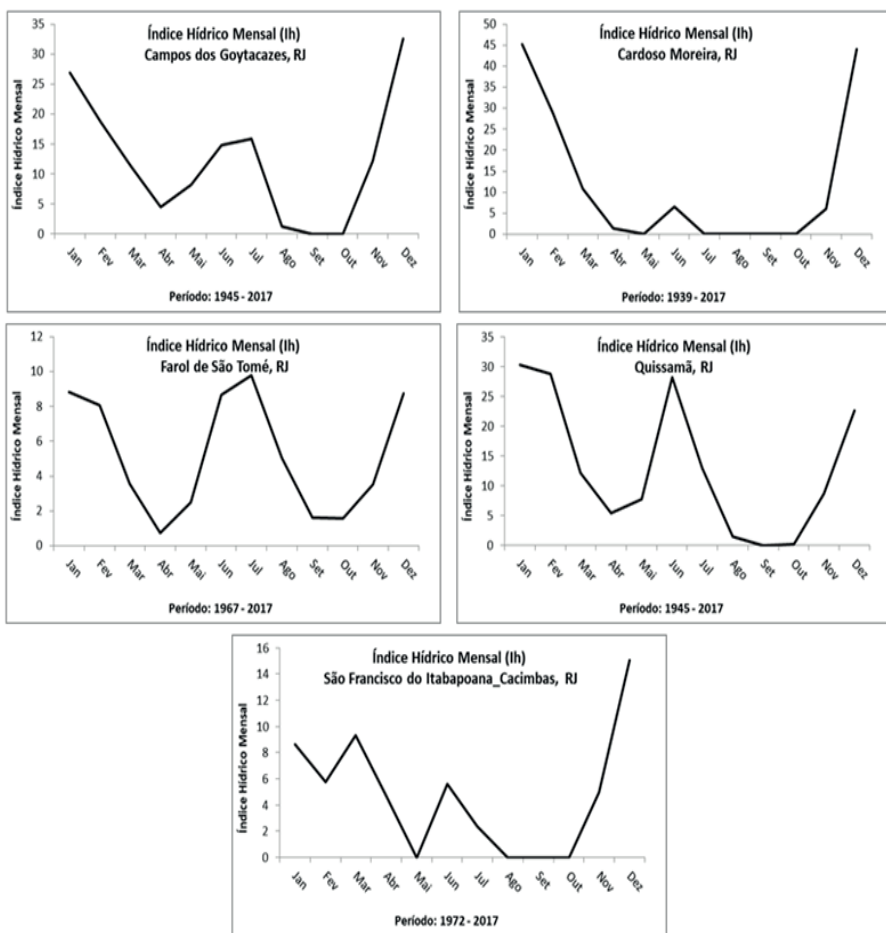 Índice Hídrico Mensal (Ih)
Campos dos Goytacazes, RJ
Índice Hídrico Mensal
35
30
25
20
15
10
5
0
Jan Fev Mar Abr Mai Jun Jul Ago Set Out Nov Dez
Período: 1945 - 2017
Índice Hídrico Mensal (Ih)
Cardoso Moreira, RJ
Índice Hídrico Mensal
50
45
40
35
30
25
20
15
10
5
0
Jan Fev Mar Abr Mai Jun Jul Ago Set Out Nov Dez
Período: 1939 - 2017
Índice Hídrico Mensal (Ih)
Farol de São Tomé, RJ
Índice Hídrico Mensal
12
10
8
6
4
2
0
Jan Fev Mar Abr Mai Jun Jul Ago Set Out Nov Dez
Período: 1967 - 2017
Índice Hídrico Mensal (Ih)
Quissamã, RJ
Índice Hídrico Mensal
35
30
25
20
15
10
5
0
Jan Fev Mar Abr Mai Jun Jul Ago Set Out Nov Dez
Período: 1945 - 2017
Índice Hídrico Mensal (Ih)
São Francisco do Itabapoana_Cacimbas, RJ
Índice Hídrico Mensal
16
14
12
10
8
6
4
2
0
Jan Fev Mar Abr Mai Jun Jul Ago Set Out Nov Dez
Período: 1972 - 2017